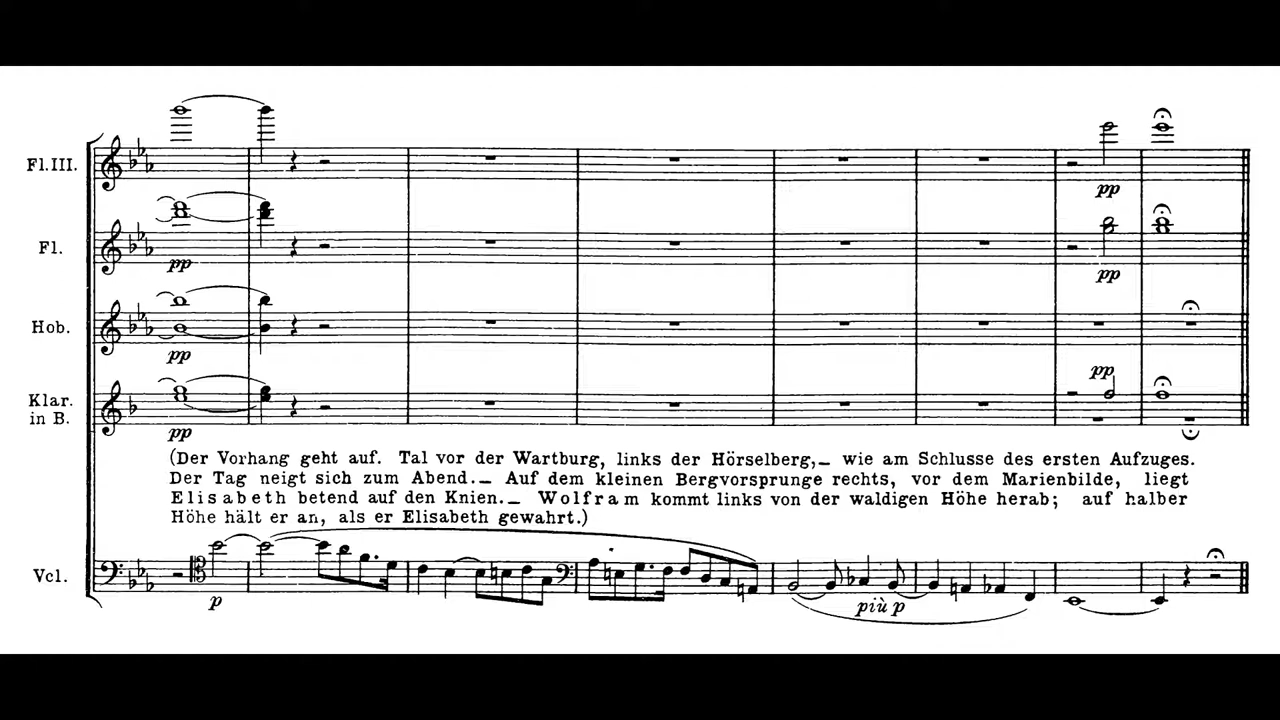 Fl.III.
pp
Fl.
pp
pp
Hob.
pp
pp
Klar.
in B.
pp
(Der Vorhang geht auf. Tal vor der Wartburg, links der Hörselberg,— wie am Schlusse des ersten Aufzuges.
Der Tag neigt sich zum Abend.— Auf dem kleinen Bergvorsprunge rechts, vor dem Marienbilde, liegt
Elisabeth betend auf den Knien.— Wolfram kommt links von der waldigen Höhe herab; auf halber
Höhe hält er an, als er Elisabeth gewahrt.)
Vcl.
p
più p